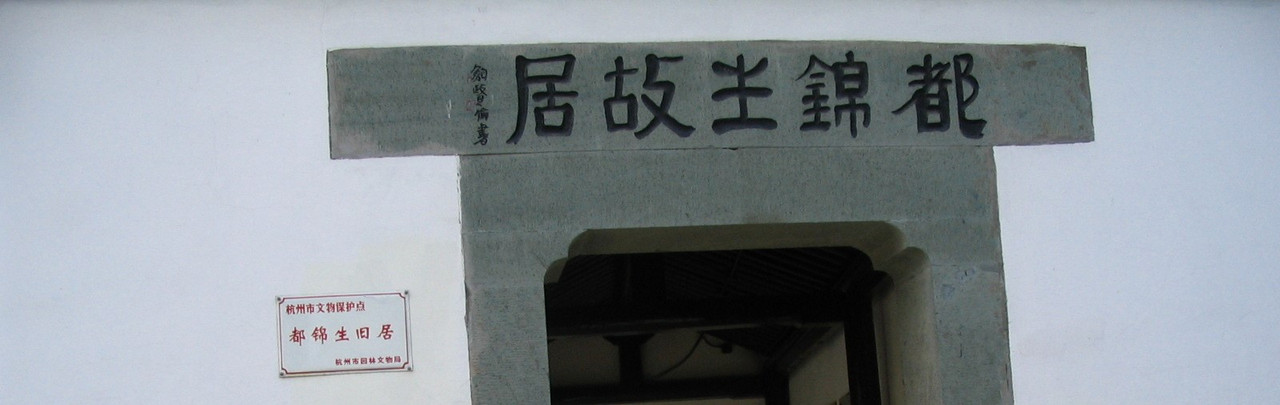 都錦生故居
杭州市文物保护点
都锦生旧居
杭州市园林文物局